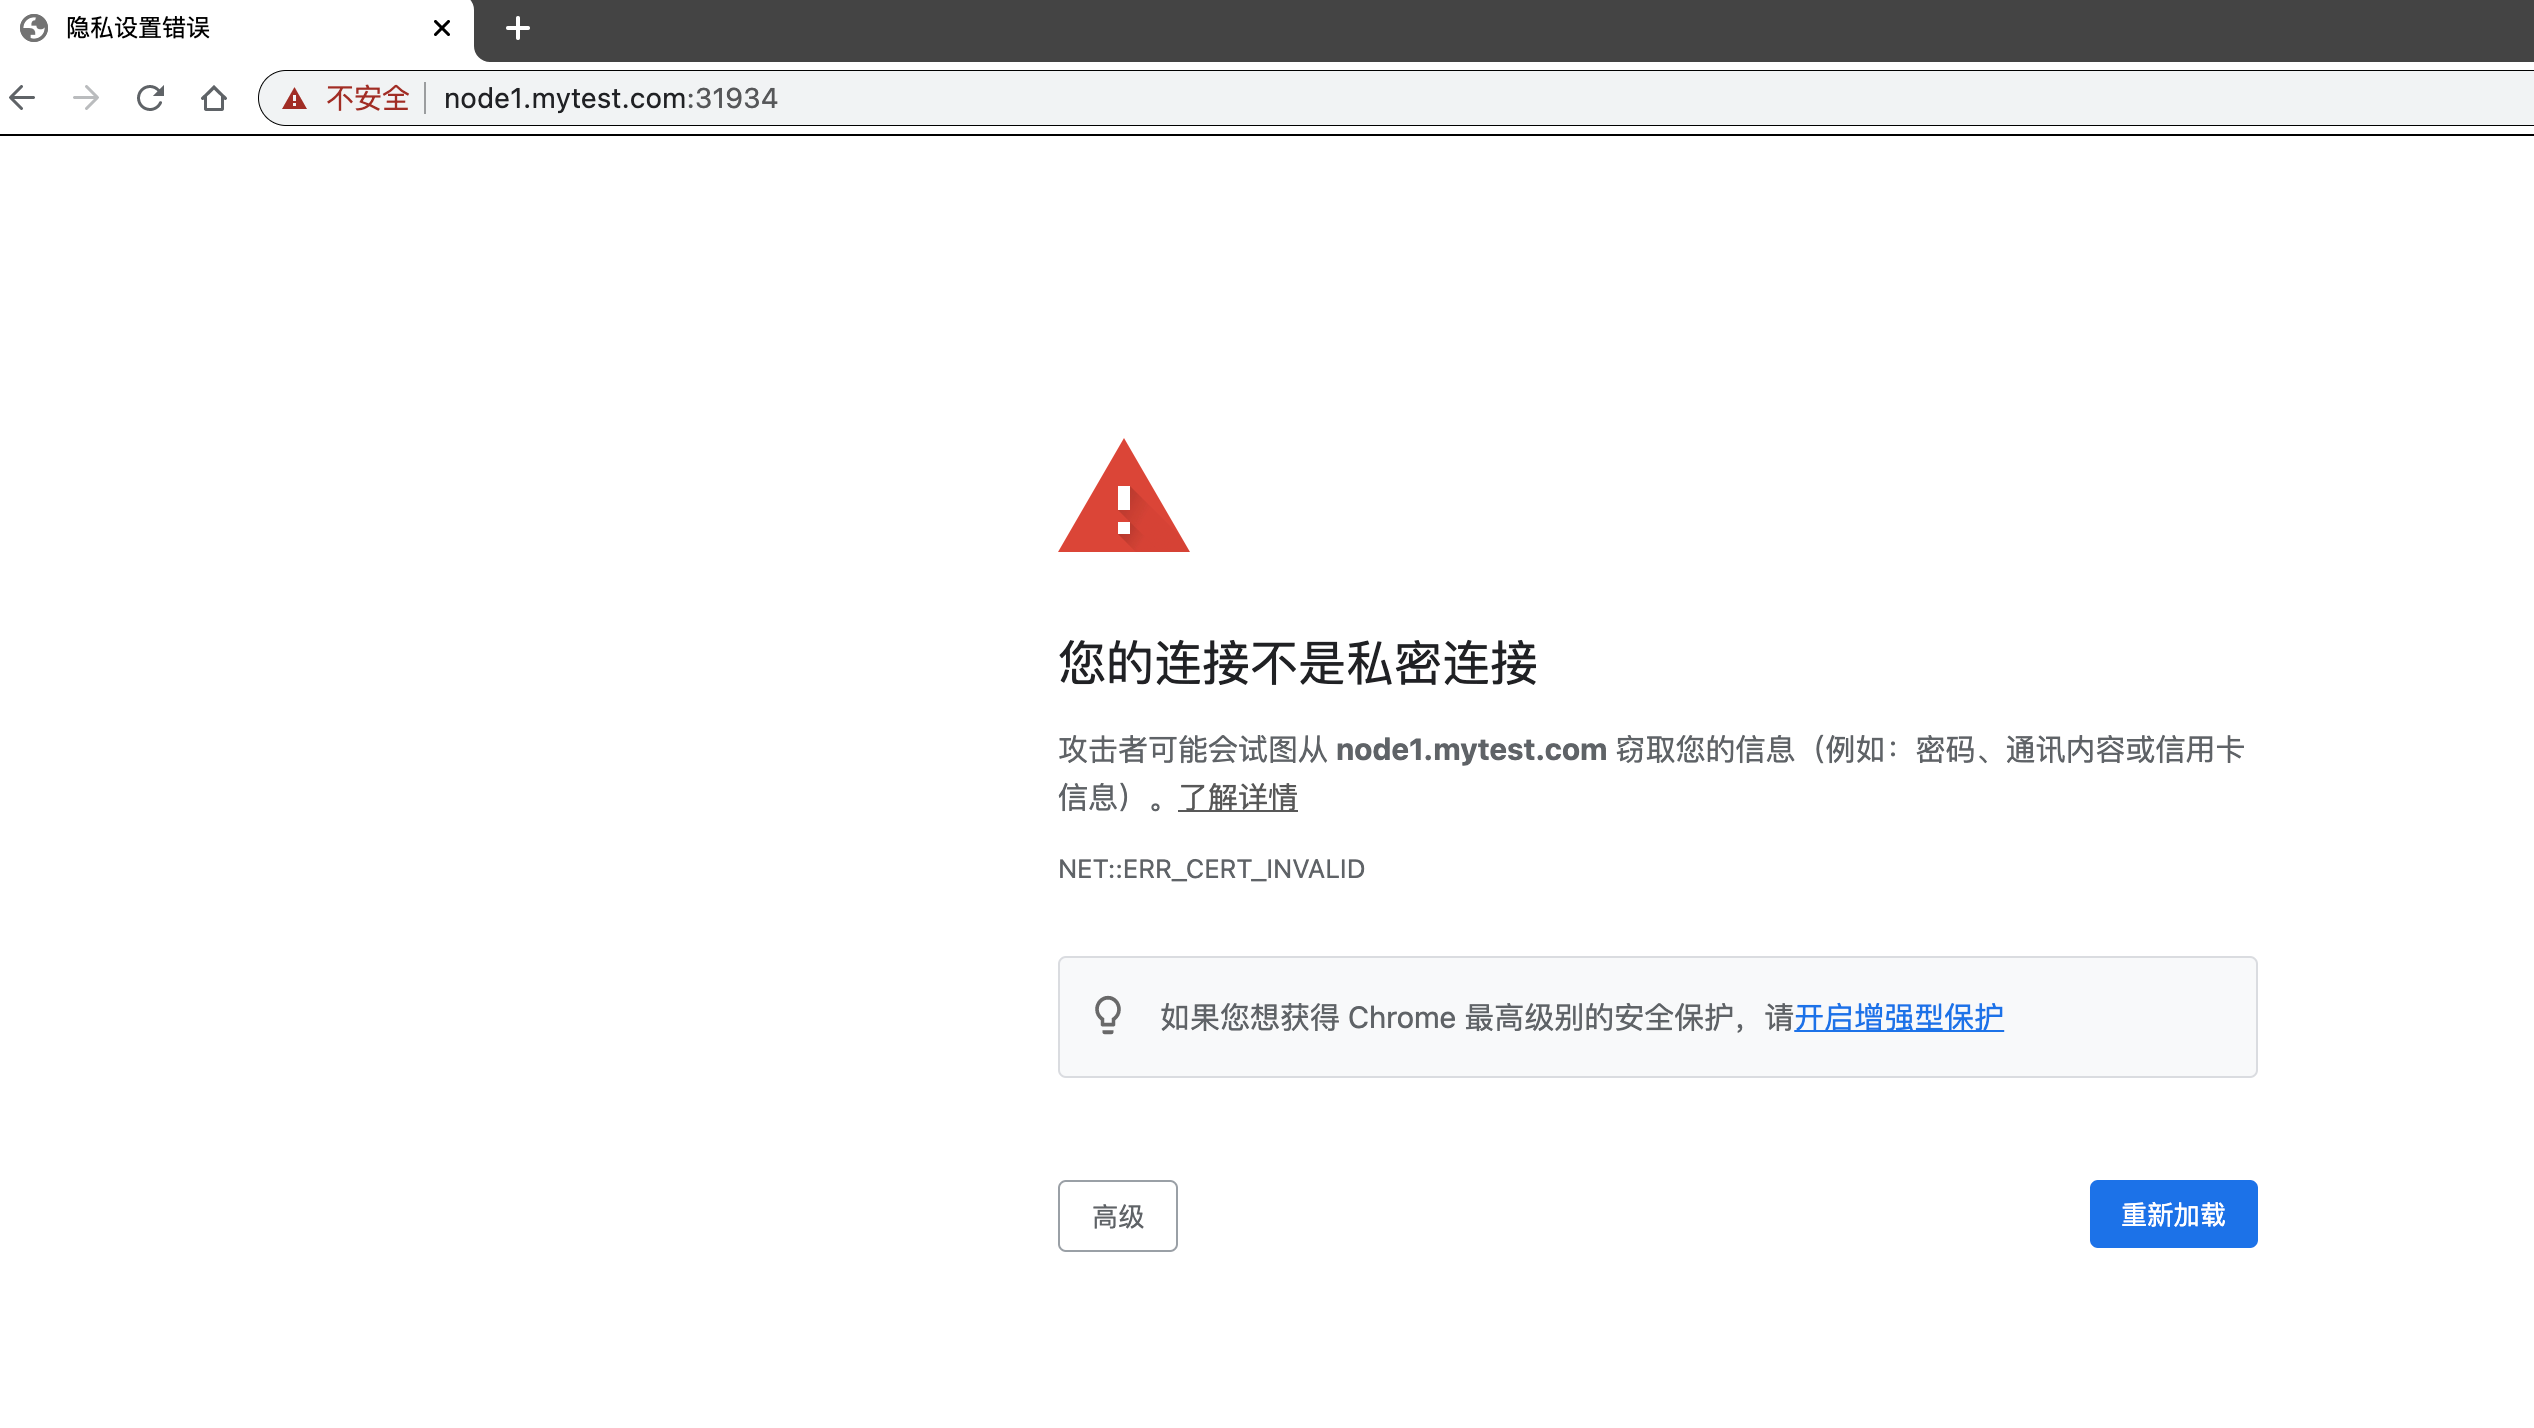 隐私设置错误
不安全 node1.mytest.com:31934
您的连接不是私密连接
攻击者可能会试图从 node1.mytest.com 窃取您的信息（例如：密码、通讯内容或信用卡
信息）。了解详情
NET::ERR_CERT_INVALID
如果您想获得 Chrome 最高级别的安全保护，请开启增强型保护
高级
重新加载